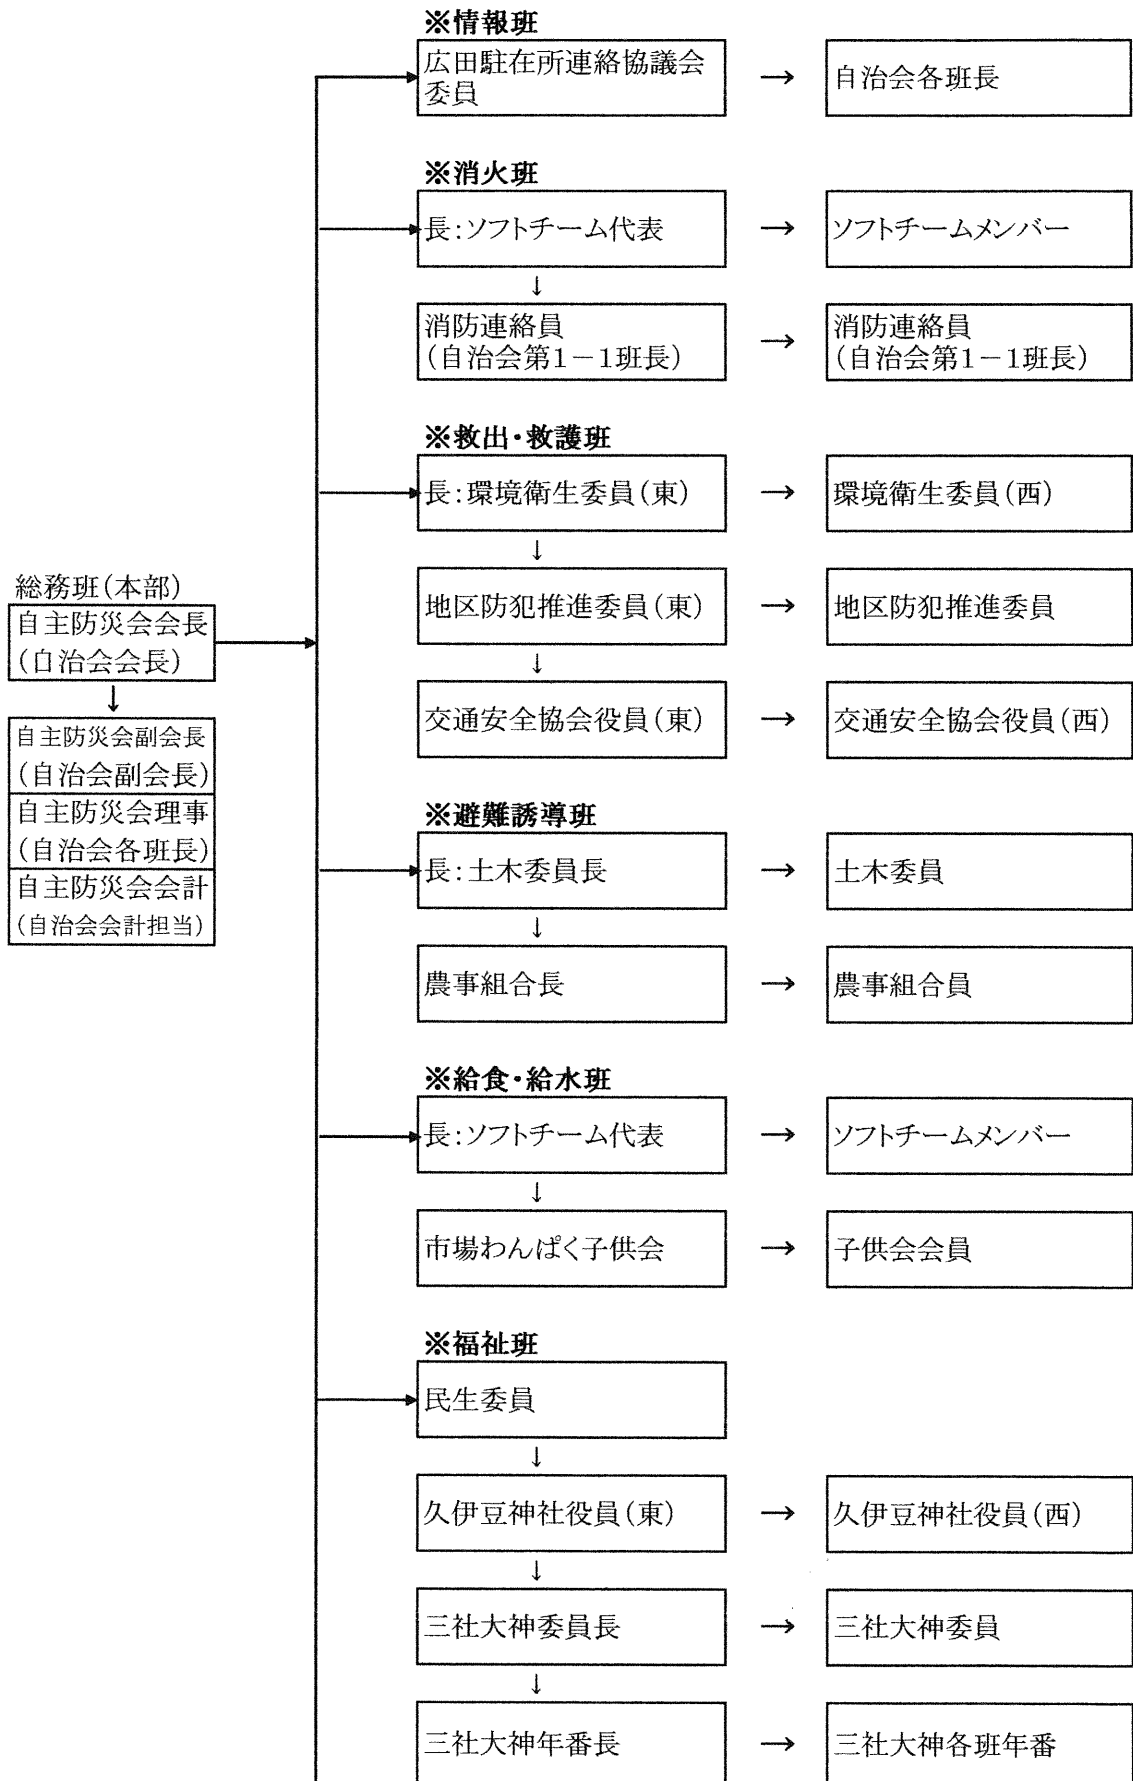 ※情報班
広田駐在所連絡協議会
委員
→
自治会各班長
※消火班
長:ソフトチーム代表
→
ソフトチームメンバー
↓
消防連絡員
(自治会第1-1班長)
→
消防連絡員
(自治会第1-1班長)
※救出・救護班
長:環境衛生委員(東)
→
環境衛生委員(西)
↓
地区防犯推進委員(東)
→
地区防犯推進委員
↓
交通安全協会役員(東)
→
交通安全協会役員(西)
総務班(本部)
自主防災会会長
(自治会会長)
↓
自主防災会副会長
(自治会副会長)
自主防災会理事
(自治会各班長)
自主防災会会計
(自治会会計担当)
※避難誘導班
長:土木委員長
→
土木委員
↓
農事組合長
→
農事組合員
※給食・給水班
長:ソフトチーム代表
→
ソフトチームメンバー
↓
市場わんぱく子供会
→
子供会会員
※福祉班
民生委員
↓
久伊豆神社役員(東)
→
久伊豆神社役員(西)
↓
三社大神委員長
→
三社大神委員
↓
三社大神年番長
→
三社大神各班年番